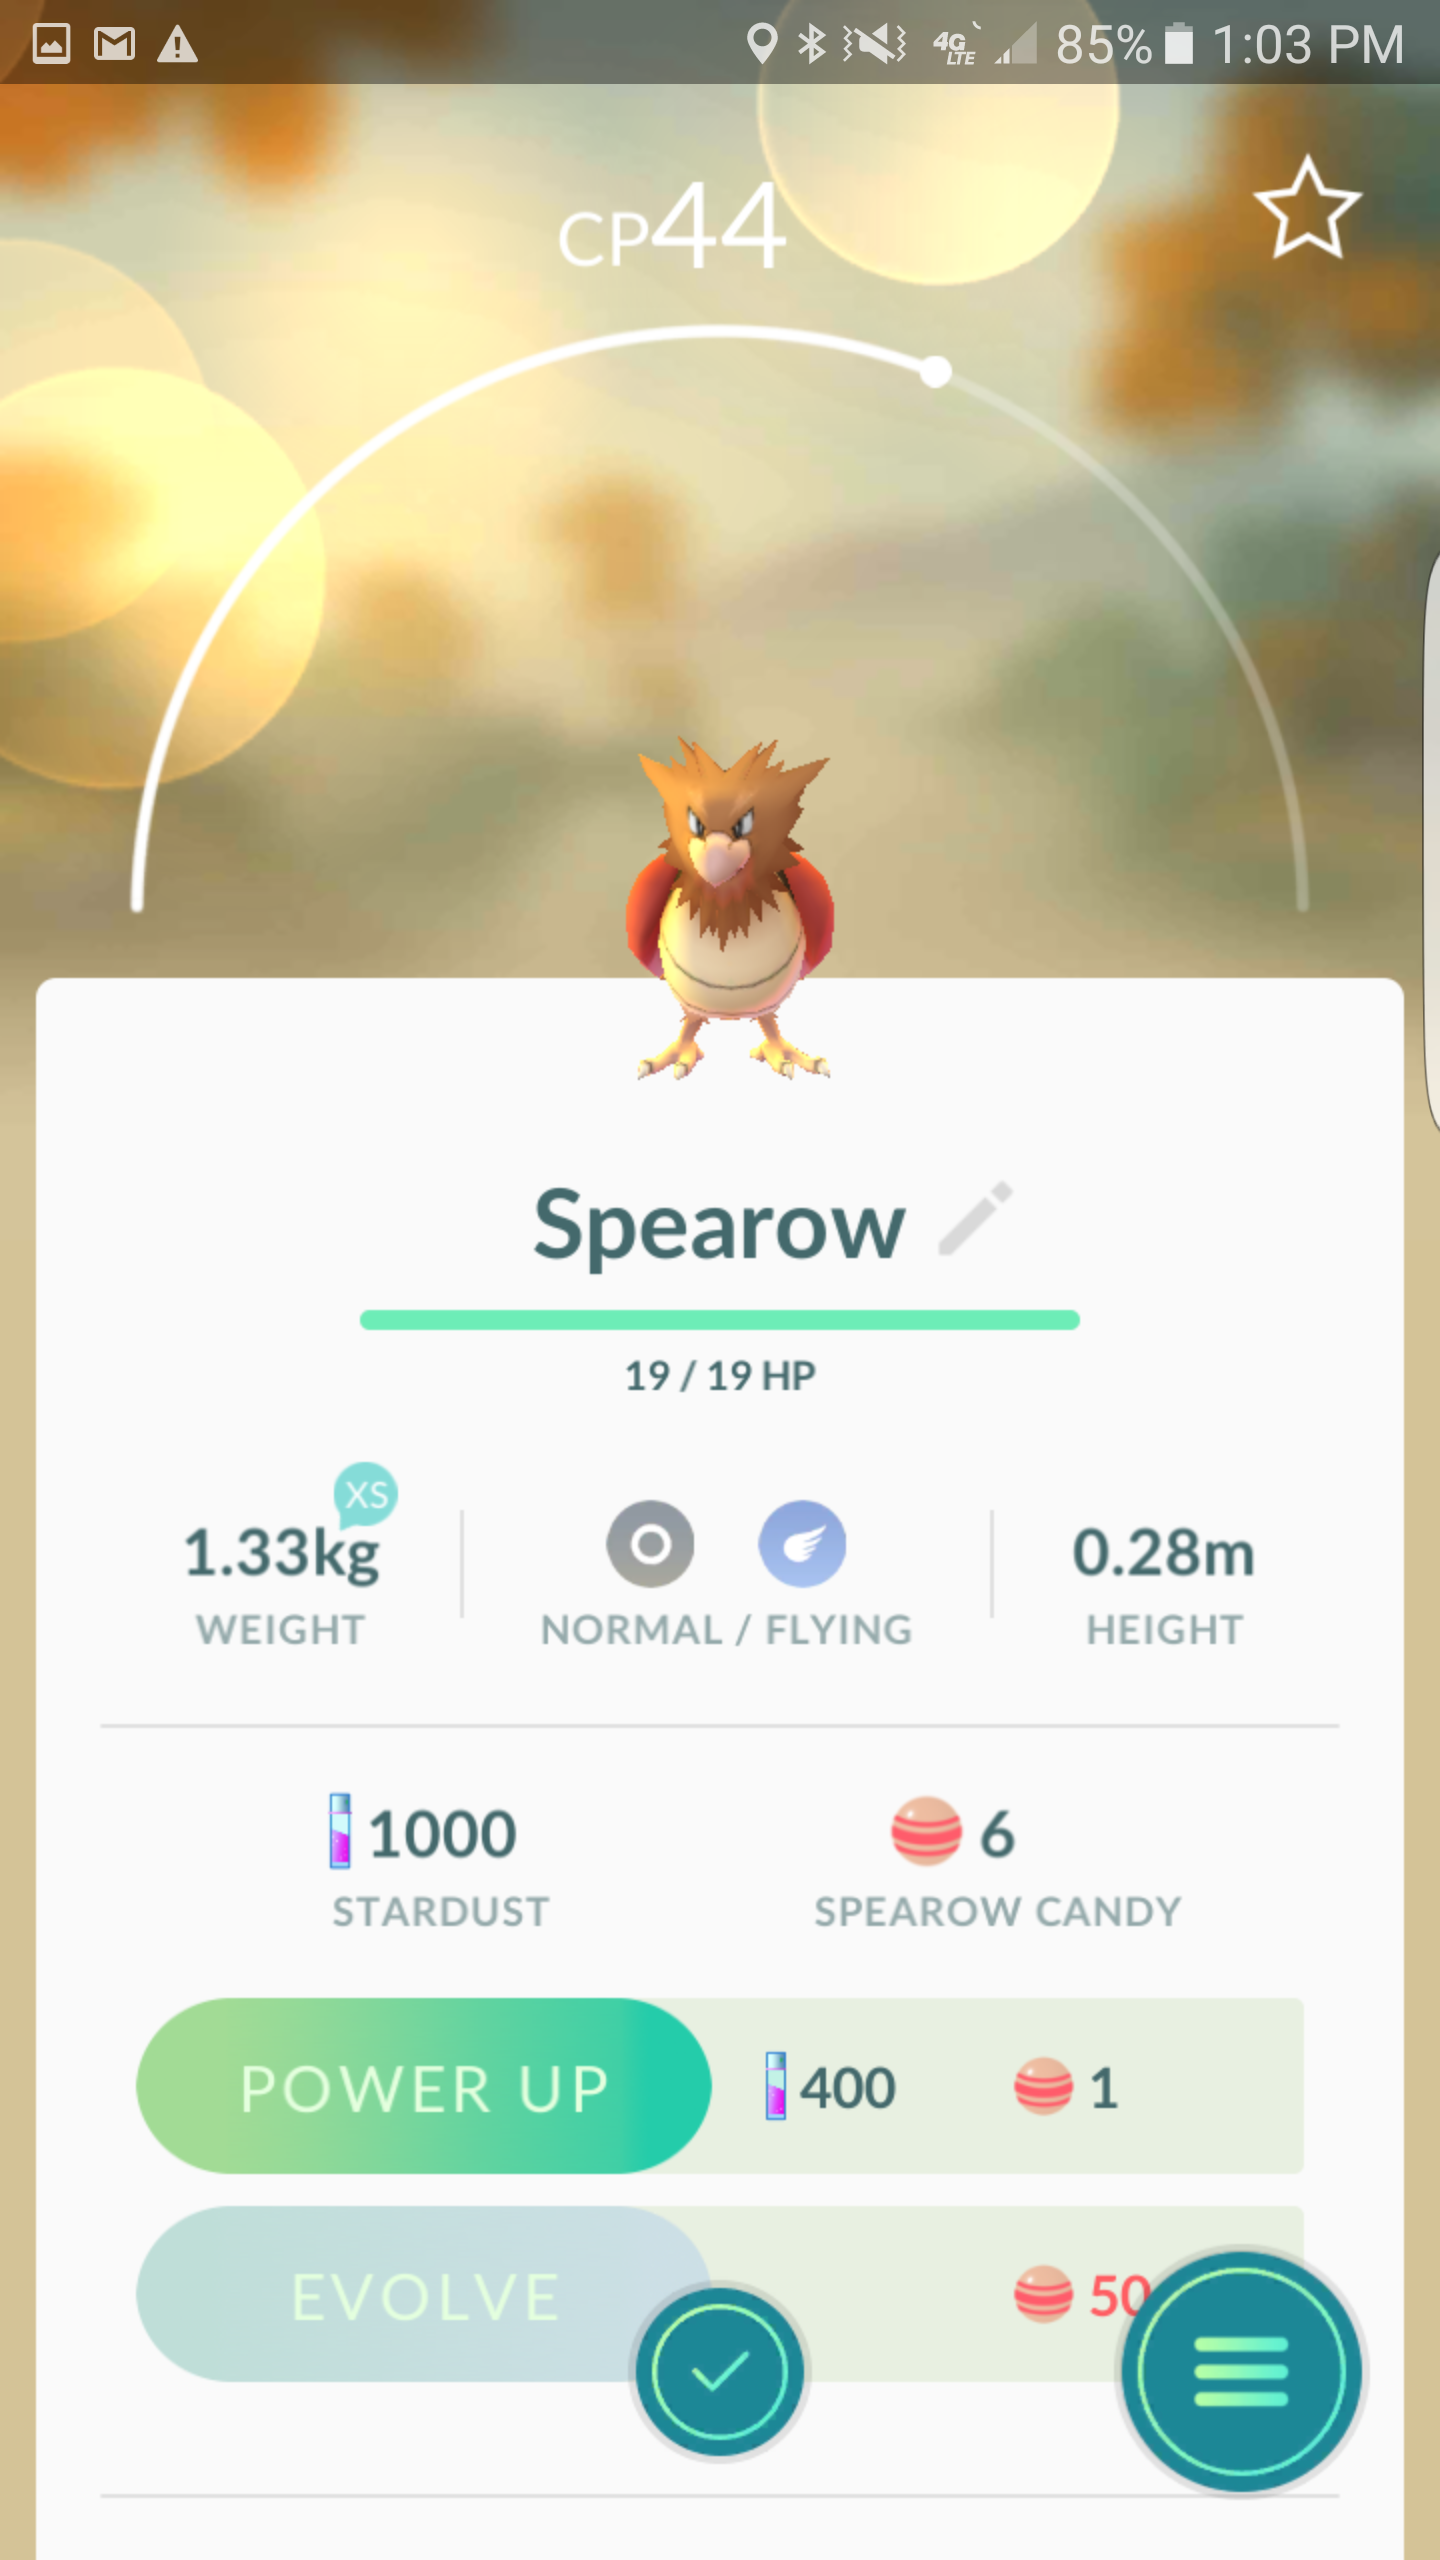 4G LTE 85% 1:03 PM
CP44
Spearow
19 / 19 HP
XS
1.33kg
WEIGHT
NORMAL / FLYING
0.28m
HEIGHT
1000
STARDUST
6
SPEAROW CANDY
POWER UP 400 1
EVOLVE 50